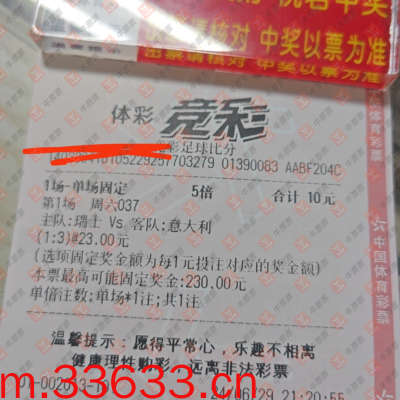 出票请核对 中奖以票为准
体彩 竞彩
足球比分
01390083 AABF204C
1场-单场固定 5倍 合计 10元
第1场 周六037
主队:瑞士 Vs 客队:意大利
(1:3)@23.00元
(选项固定奖金额为每1元投注对应的奖金额)
本票最高可能固定奖金:230.00元
单倍注数:单场*1注;共1注
温馨提示: 愿得平常心, 乐趣不相离
健康理性购彩, 远离非法彩票
21:20:55
m.33633.cn
中国体育彩票